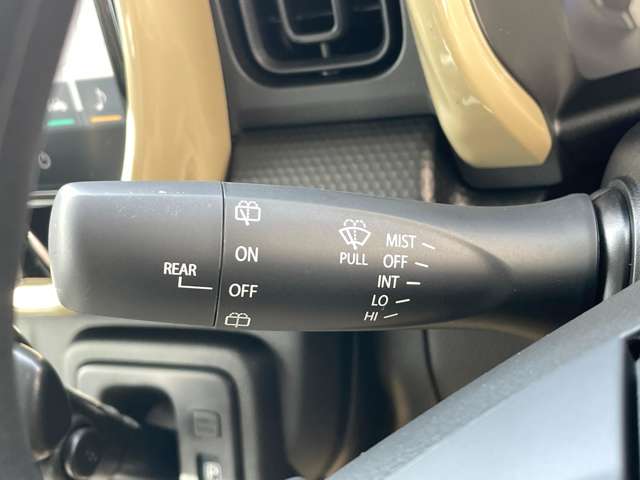 REAR
ON
OFF
PULL
MIST
OFF
INT
LO
HI
P